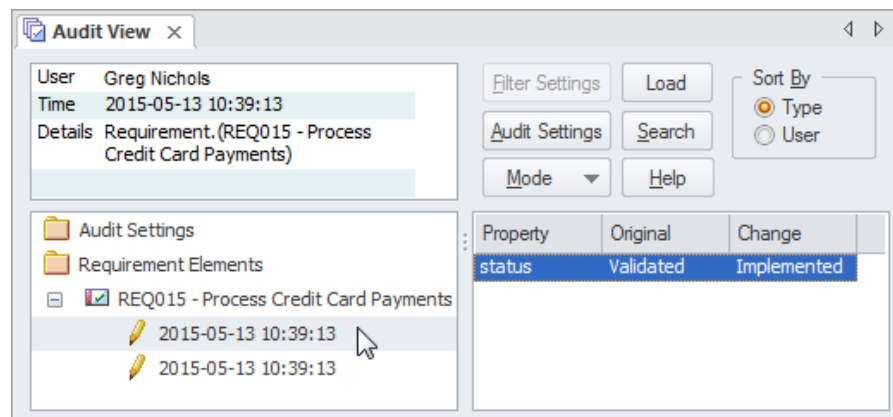 Audit View
User Greg Nichols
Time 2015-05-13 10:39:13
Details Requirement.(REQ015 - Process
Credit Card Payments)
Filter Settings Load
Audit Settings Search
Mode Help
Sort By
Type
User
Audit Settings
Requirement Elements
REQ015 - Process Credit Card Payments
2015-05-13 10:39:13
2015-05-13 10:39:13
Property Original Change
status Validated Implemented